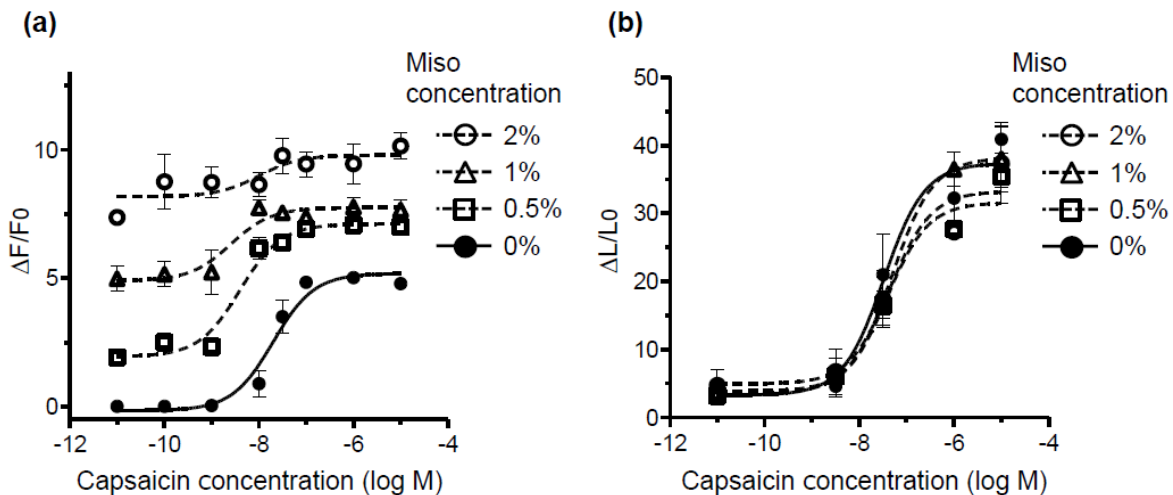 (a)
ΔF/F0
10
5
0
-12
-10
-8
-6
-4
Capsaicin concentration (log M)
Miso
concentration
2%
1%
0.5%
0%
(b)
ΔL/L0
50
40
30
20
10
0
-12
-10
-8
-6
-4
Capsaicin concentration (log M)
Miso
concentration
2%
1%
0.5%
0%